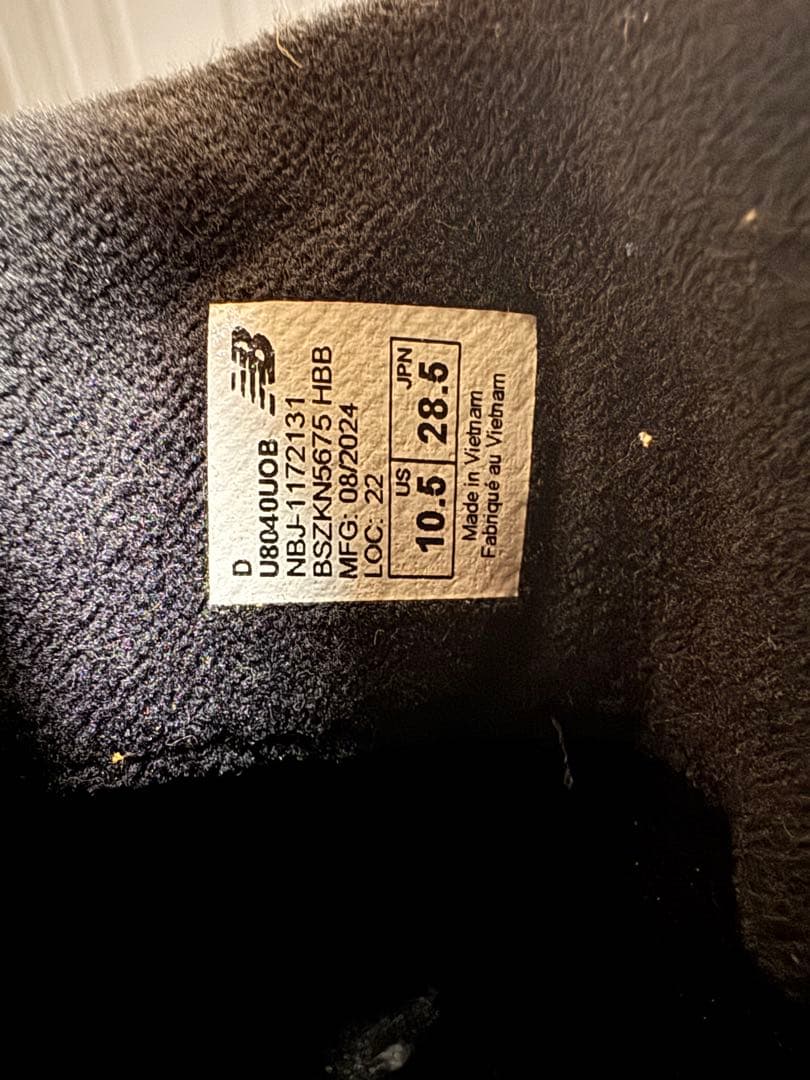 D
U8040UOB
NBJ-1172131
BSZKN5675 HBB
MFG: 08/2024
LOC: 22
US JPN
10.5 28.5
Made in Vietnam
Fabriqué au Vietnam